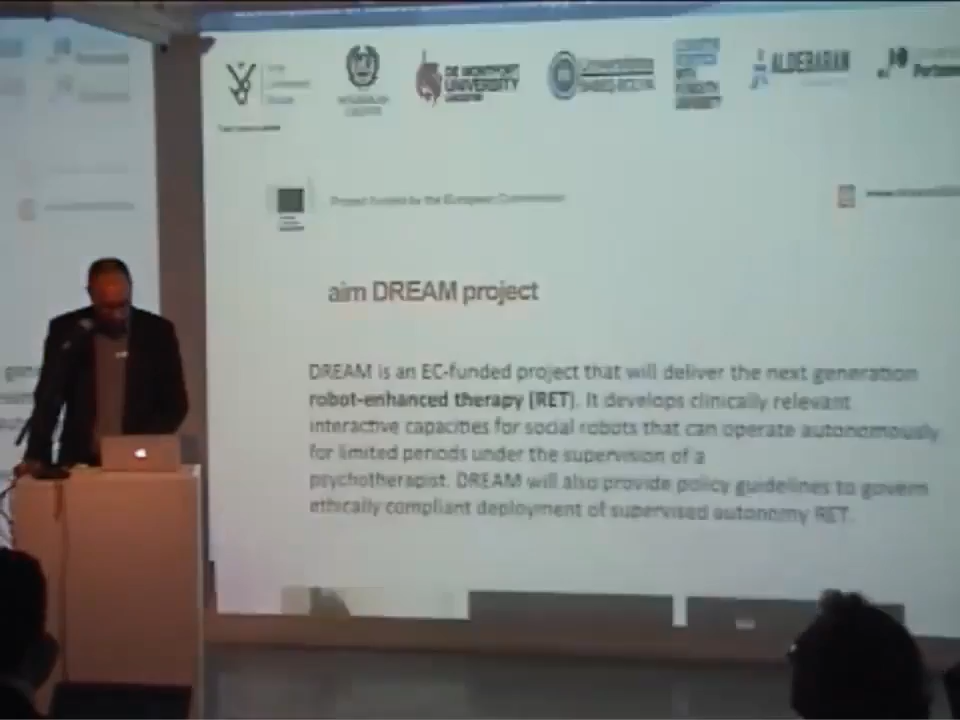 DE MONTFORT
UNIVERSITY
ALDEBARAN
Project funded by the European Commission
aim DREAM project
DREAM is an EC-funded project that will deliver the next generation
robot-enhanced therapy (RET). It develops clinically relevant
interactive capacities for social robots that can operate autonomously
for limited periods under the supervision of a
psychotherapist. DREAM will also provide policy guidelines to govern
ethically compliant deployment of supervised autonomy RET.